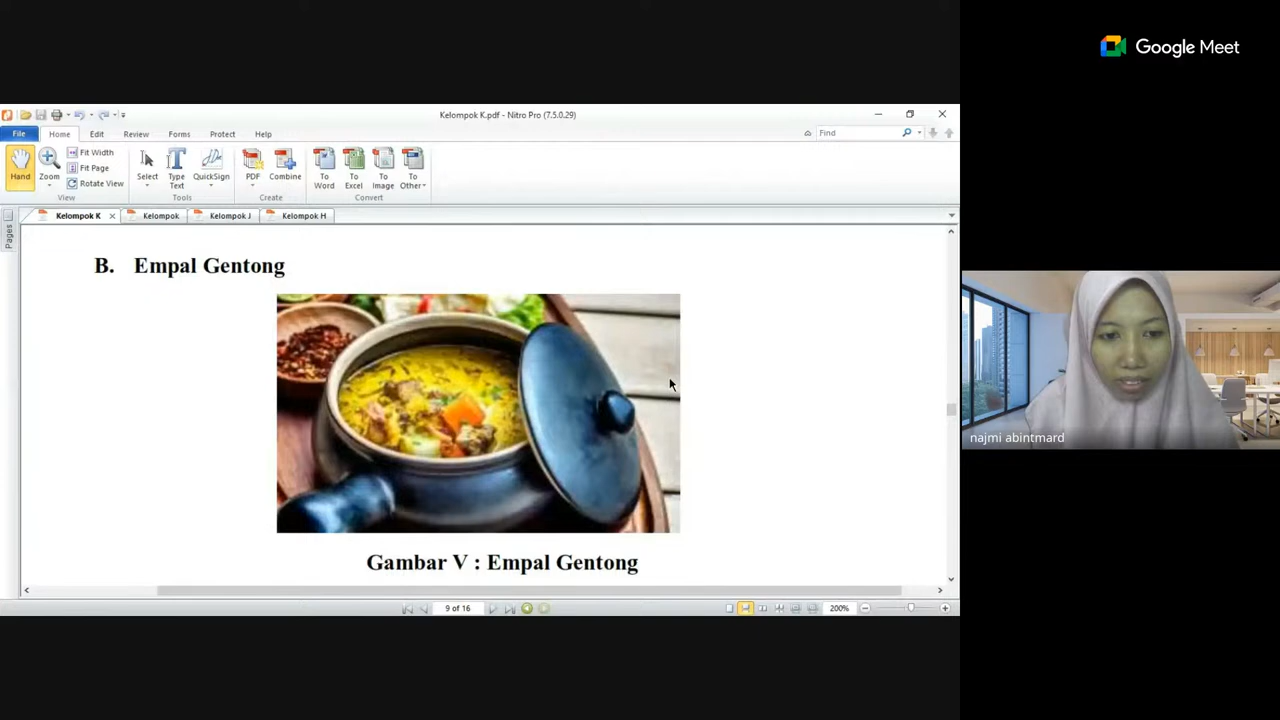 Google Meet
Kelompok K.pdf - Nitro Pro (7.5.0.29)
File Home Edit Review Forms Protect Help
Find
Hand
Zoom
Fit Width
Fit Page
Rotate View
View
Select
Type Text
QuickSign
Tools
PDF
Combine
Create
To Word
To Excel
To Image
To Other
Convert
Kelompok K Kelompok Kelompok J Kelompok H
Pages
B. Empal Gentong
Gambar V : Empal Gentong
najmi abintmard
9 of 16
200%